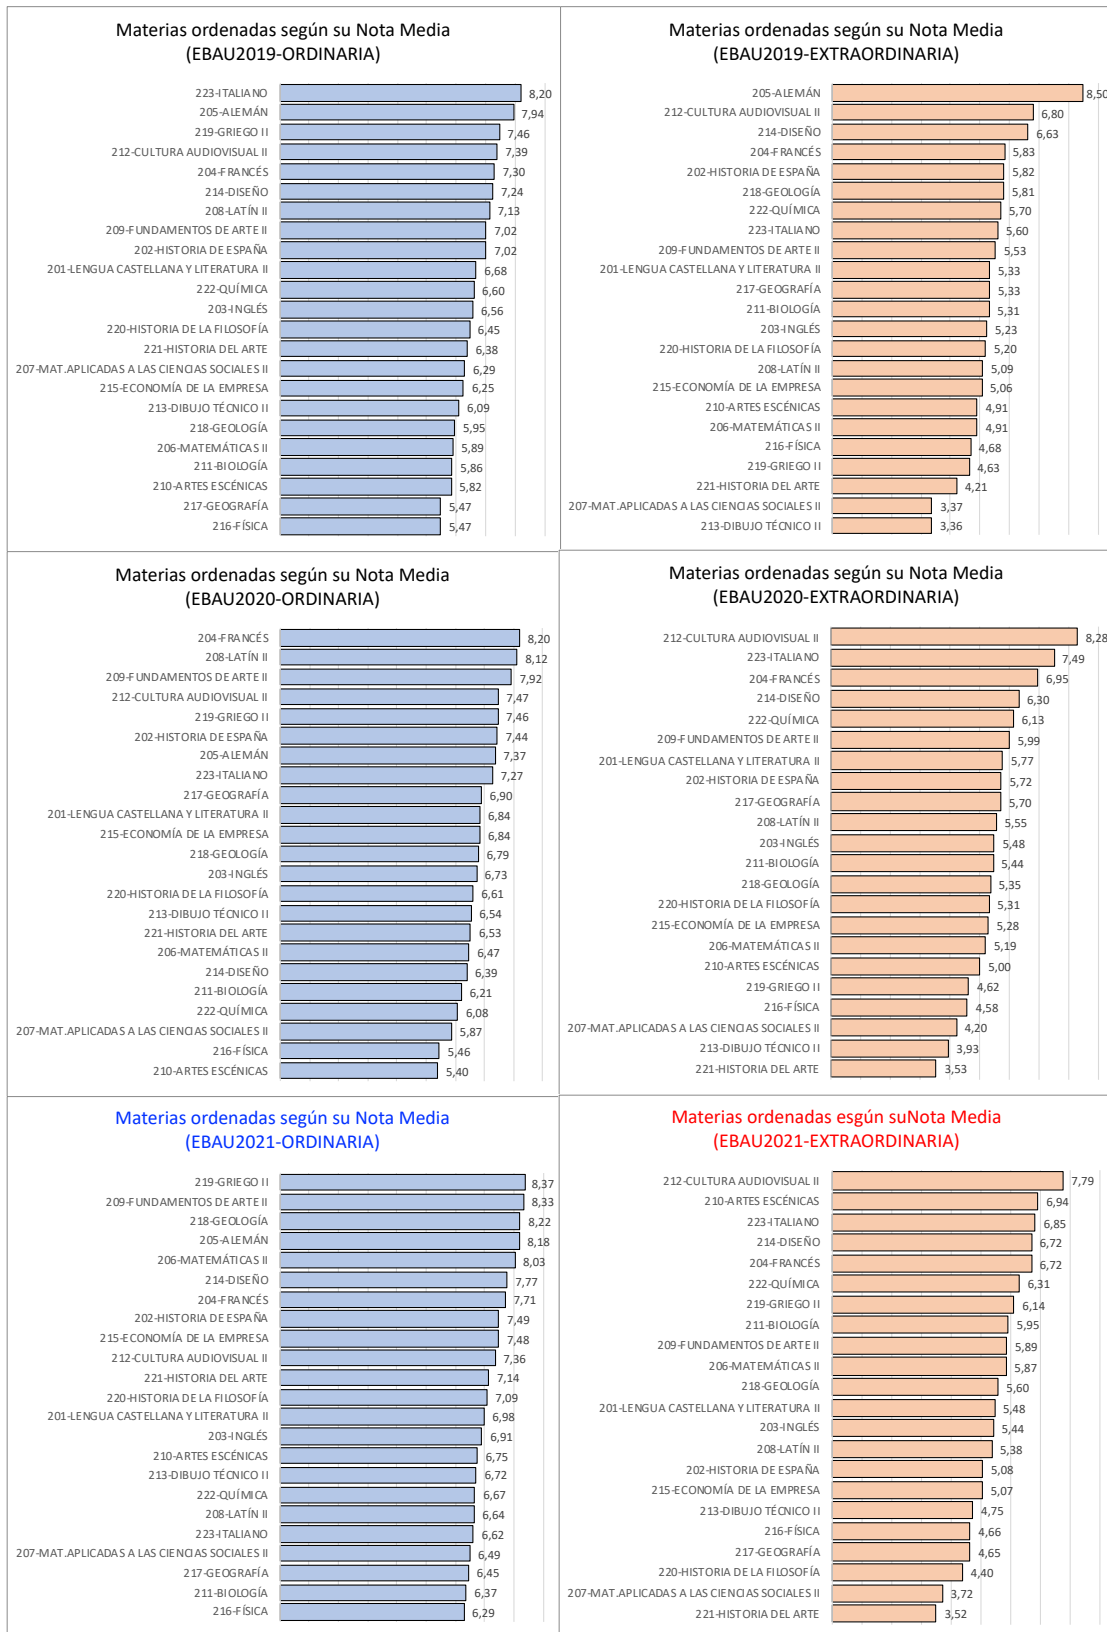 Materias ordenadas según su Nota Media
(EBAU2019-ORDINARIA)
223-ITALIANO 8,20
205-ALEMÁN 7,94
219-GRIEGO II 7,46
212-CULTURA AUDIOVISUAL II 7,39
204-FRANCÉS 7,30
214-DISEÑO 7,24
208-LATÍN II 7,13
209-FUNDAMENTOS DE ARTE II 7,02
202-HISTORIA DE ESPAÑA 7,02
201-LENGUA CASTELLANA Y LITERATURA II 6,68
222-QUÍMICA 6,60
203-INGLÉS 6,56
220-HISTORIA DE LA FILOSOFÍA 6,45
221-HISTORIA DEL ARTE 6,38
207-MAT.APLICADAS A LAS CIENCIAS SOCIALES II 6,29
215-ECONOMÍA DE LA EMPRESA 6,25
213-DIBUJO TÉCNICO II 6,09
218-GEOLOGÍA 5,95
206-MATEMÁTICAS II 5,89
211-BIOLOGÍA 5,86
210-ARTES ESCÉNICAS 5,82
217-GEOGRAFÍA 5,47
216-FÍSICA 5,47
Materias ordenadas según su Nota Media
(EBAU2019-EXTRAORDINARIA)
205-ALEMÁN 8,50
212-CULTURA AUDIOVISUAL II 6,80
214-DISEÑO 6,63
204-FRANCÉS 5,83
202-HISTORIA DE ESPAÑA 5,82
218-GEOLOGÍA 5,81
222-QUÍMICA 5,70
223-ITALIANO 5,60
209-FUNDAMENTOS DE ARTE II 5,53
201-LENGUA CASTELLANA Y LITERATURA II 5,33
217-GEOGRAFÍA 5,33
211-BIOLOGÍA 5,31
203-INGLÉS 5,23
220-HISTORIA DE LA FILOSOFÍA 5,20
208-LATÍN II 5,09
215-ECONOMÍA DE LA EMPRESA 5,06
210-ARTES ESCÉNICAS 4,91
206-MATEMÁTICAS II 4,91
216-FÍSICA 4,68
219-GRIEGO II 4,63
221-HISTORIA DEL ARTE 4,21
207-MAT.APLICADAS A LAS CIENCIAS SOCIALES II 3,37
213-DIBUJO TÉCNICO II 3,36
Materias ordenadas según su Nota Media
(EBAU2020-ORDINARIA)
204-FRANCÉS 8,20
208-LATÍN II 8,12
209-FUNDAMENTOS DE ARTE II 7,92
212-CULTURA AUDIOVISUAL II 7,47
219-GRIEGO II 7,46
202-HISTORIA DE ESPAÑA 7,44
205-ALEMÁN 7,37
223-ITALIANO 7,27
217-GEOGRAFÍA 6,90
201-LENGUA CASTELLANA Y LITERATURA II 6,84
215-ECONOMÍA DE LA EMPRESA 6,84
218-GEOLOGÍA 6,79
203-INGLÉS 6,73
220-HISTORIA DE LA FILOSOFÍA 6,61
213-DIBUJO TÉCNICO II 6,54
221-HISTORIA DEL ARTE 6,53
206-MATEMÁTICAS II 6,47
214-DISEÑO 6,39
211-BIOLOGÍA 6,21
222-QUÍMICA 6,08
207-MAT.APLICADAS A LAS CIENCIAS SOCIALES II 5,87
216-FÍSICA 5,46
210-ARTES ESCÉNICAS 5,40
Materias ordenadas según su Nota Media
(EBAU2020-EXTRAORDINARIA)
212-CULTURA AUDIOVISUAL II 8,28
223-ITALIANO 7,49
204-FRANCÉS 6,95
214-DISEÑO 6,30
222-QUÍMICA 6,13
209-FUNDAMENTOS DE ARTE II 5,99
201-LENGUA CASTELLANA Y LITERATURA II 5,77
202-HISTORIA DE ESPAÑA 5,72
217-GEOGRAFÍA 5,70
208-LATÍN II 5,55
203-INGLÉS 5,48
211-BIOLOGÍA 5,44
218-GEOLOGÍA 5,35
220-HISTORIA DE LA FILOSOFÍA 5,31
215-ECONOMÍA DE LA EMPRESA 5,28
206-MATEMÁTICAS II 5,19
210-ARTES ESCÉNICAS 5,00
219-GRIEGO II 4,62
216-FÍSICA 4,58
207-MAT.APLICADAS A LAS CIENCIAS SOCIALES II 4,20
213-DIBUJO TÉCNICO II 3,93
221-HISTORIA DEL ARTE 3,53
Materias ordenadas según su Nota Media
(EBAU2021-ORDINARIA)
219-GRIEGO II 8,37
209-FUNDAMENTOS DE ARTE II 8,33
218-GEOLOGÍA 8,22
205-ALEMÁN 8,18
206-MATEMÁTICAS II 8,03
214-DISEÑO 7,77
204-FRANCÉS 7,71
202-HISTORIA DE ESPAÑA 7,49
215-ECONOMÍA DE LA EMPRESA 7,48
212-CULTURA AUDIOVISUAL II 7,36
221-HISTORIA DEL ARTE 7,14
220-HISTORIA DE LA FILOSOFÍA 7,09
201-LENGUA CASTELLANA Y LITERATURA II 6,98
203-INGLÉS 6,91
210-ARTES ESCÉNICAS 6,75
213-DIBUJO TÉCNICO II 6,72
222-QUÍMICA 6,67
208-LATÍN II 6,64
223-ITALIANO 6,62
207-MAT.APLICADAS A LAS CIENCIAS SOCIALES II 6,49
217-GEOGRAFÍA 6,45
211-BIOLOGÍA 6,37
216-FÍSICA 6,29
Materias ordenadas esgún suNota Media
(EBAU2021-EXTRAORDINARIA)
212-CULTURA AUDIOVISUAL II 7,79
210-ARTES ESCÉNICAS 6,94
223-ITALIANO 6,85
214-DISEÑO 6,72
204-FRANCÉS 6,72
222-QUÍMICA 6,31
219-GRIEGO II 6,14
211-BIOLOGÍA 5,95
209-FUNDAMENTOS DE ARTE II 5,89
206-MATEMÁTICAS II 5,87
218-GEOLOGÍA 5,60
201-LENGUA CASTELLANA Y LITERATURA II 5,48
203-INGLÉS 5,44
208-LATÍN II 5,38
202-HISTORIA DE ESPAÑA 5,08
215-ECONOMÍA DE LA EMPRESA 5,07
213-DIBUJO TÉCNICO II 4,75
216-FÍSICA 4,66
217-GEOGRAFÍA 4,65
220-HISTORIA DE LA FILOSOFÍA 4,40
207-MAT.APLICADAS A LAS CIENCIAS SOCIALES II 3,72
221-HISTORIA DEL ARTE 3,52